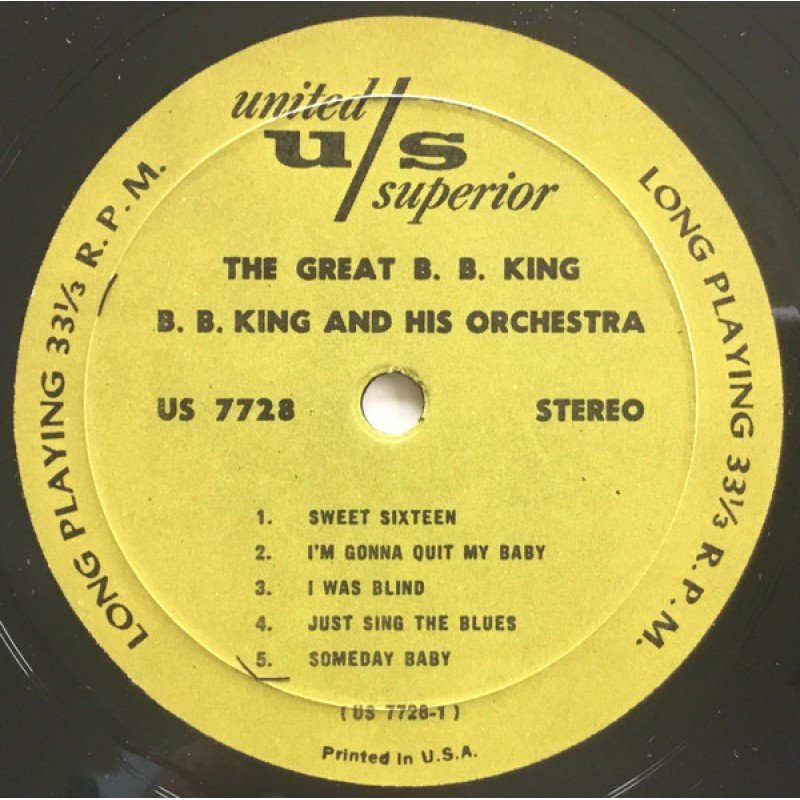 united
u/s
superior
THE GREAT B. B. KING
B. B. KING AND HIS ORCHESTRA
US 7728 STEREO
1. SWEET SIXTEEN
2. I'M GONNA QUIT MY BABY
3. I WAS BLIND
4. JUST SING THE BLUES
5. SOMEDAY BABY
(US 7728-1)
Printed In U.S.A.
LONG PLAYING 33⅓ R.P.M.
LONG PLAYING 33⅓ R.P.M.